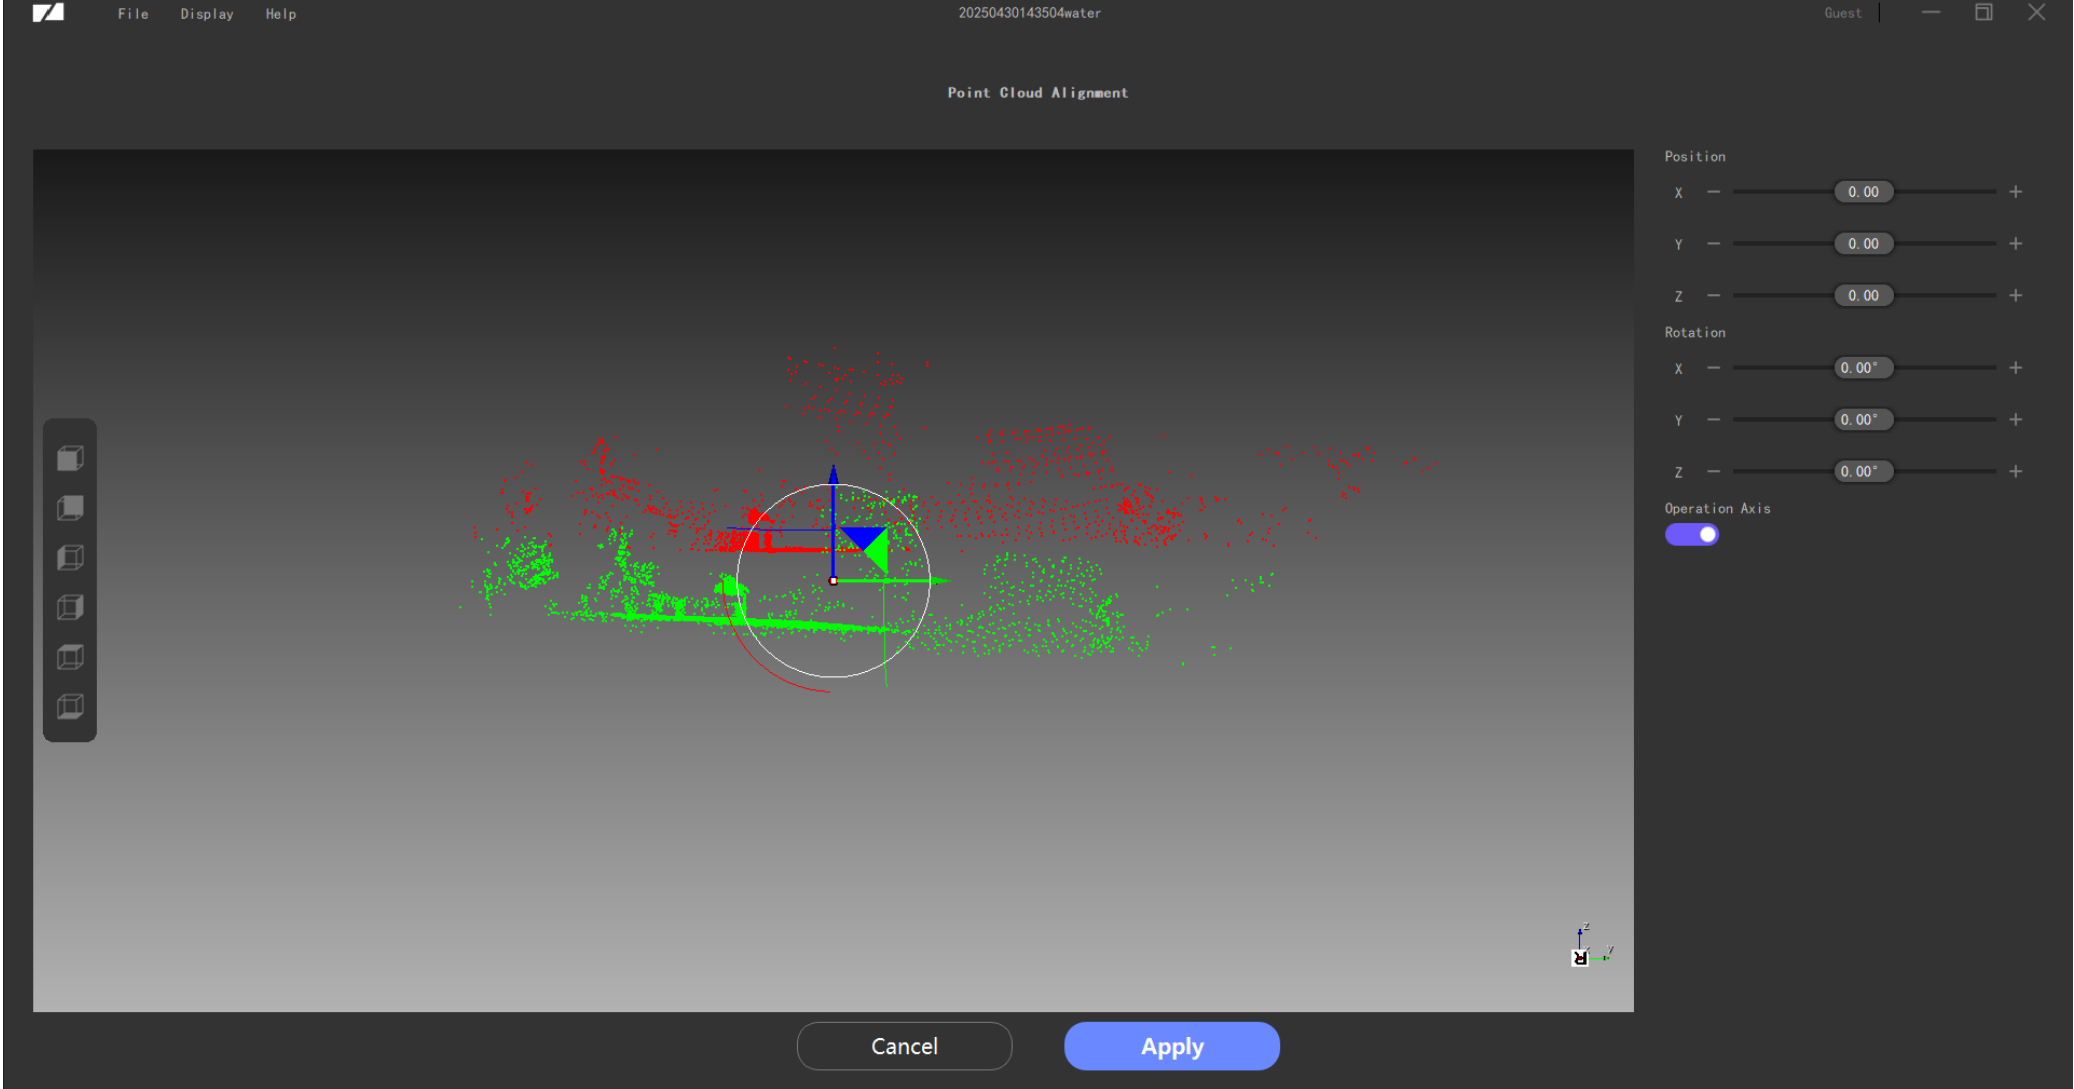 File Display Help 20250430143504water Guest
Point Cloud Alignment
Position
X 0.00
Y 0.00
Z 0.00
Rotation
X 0.00°
Y 0.00°
Z 0.00°
Operation Axis
z
y
R
Cancel Apply